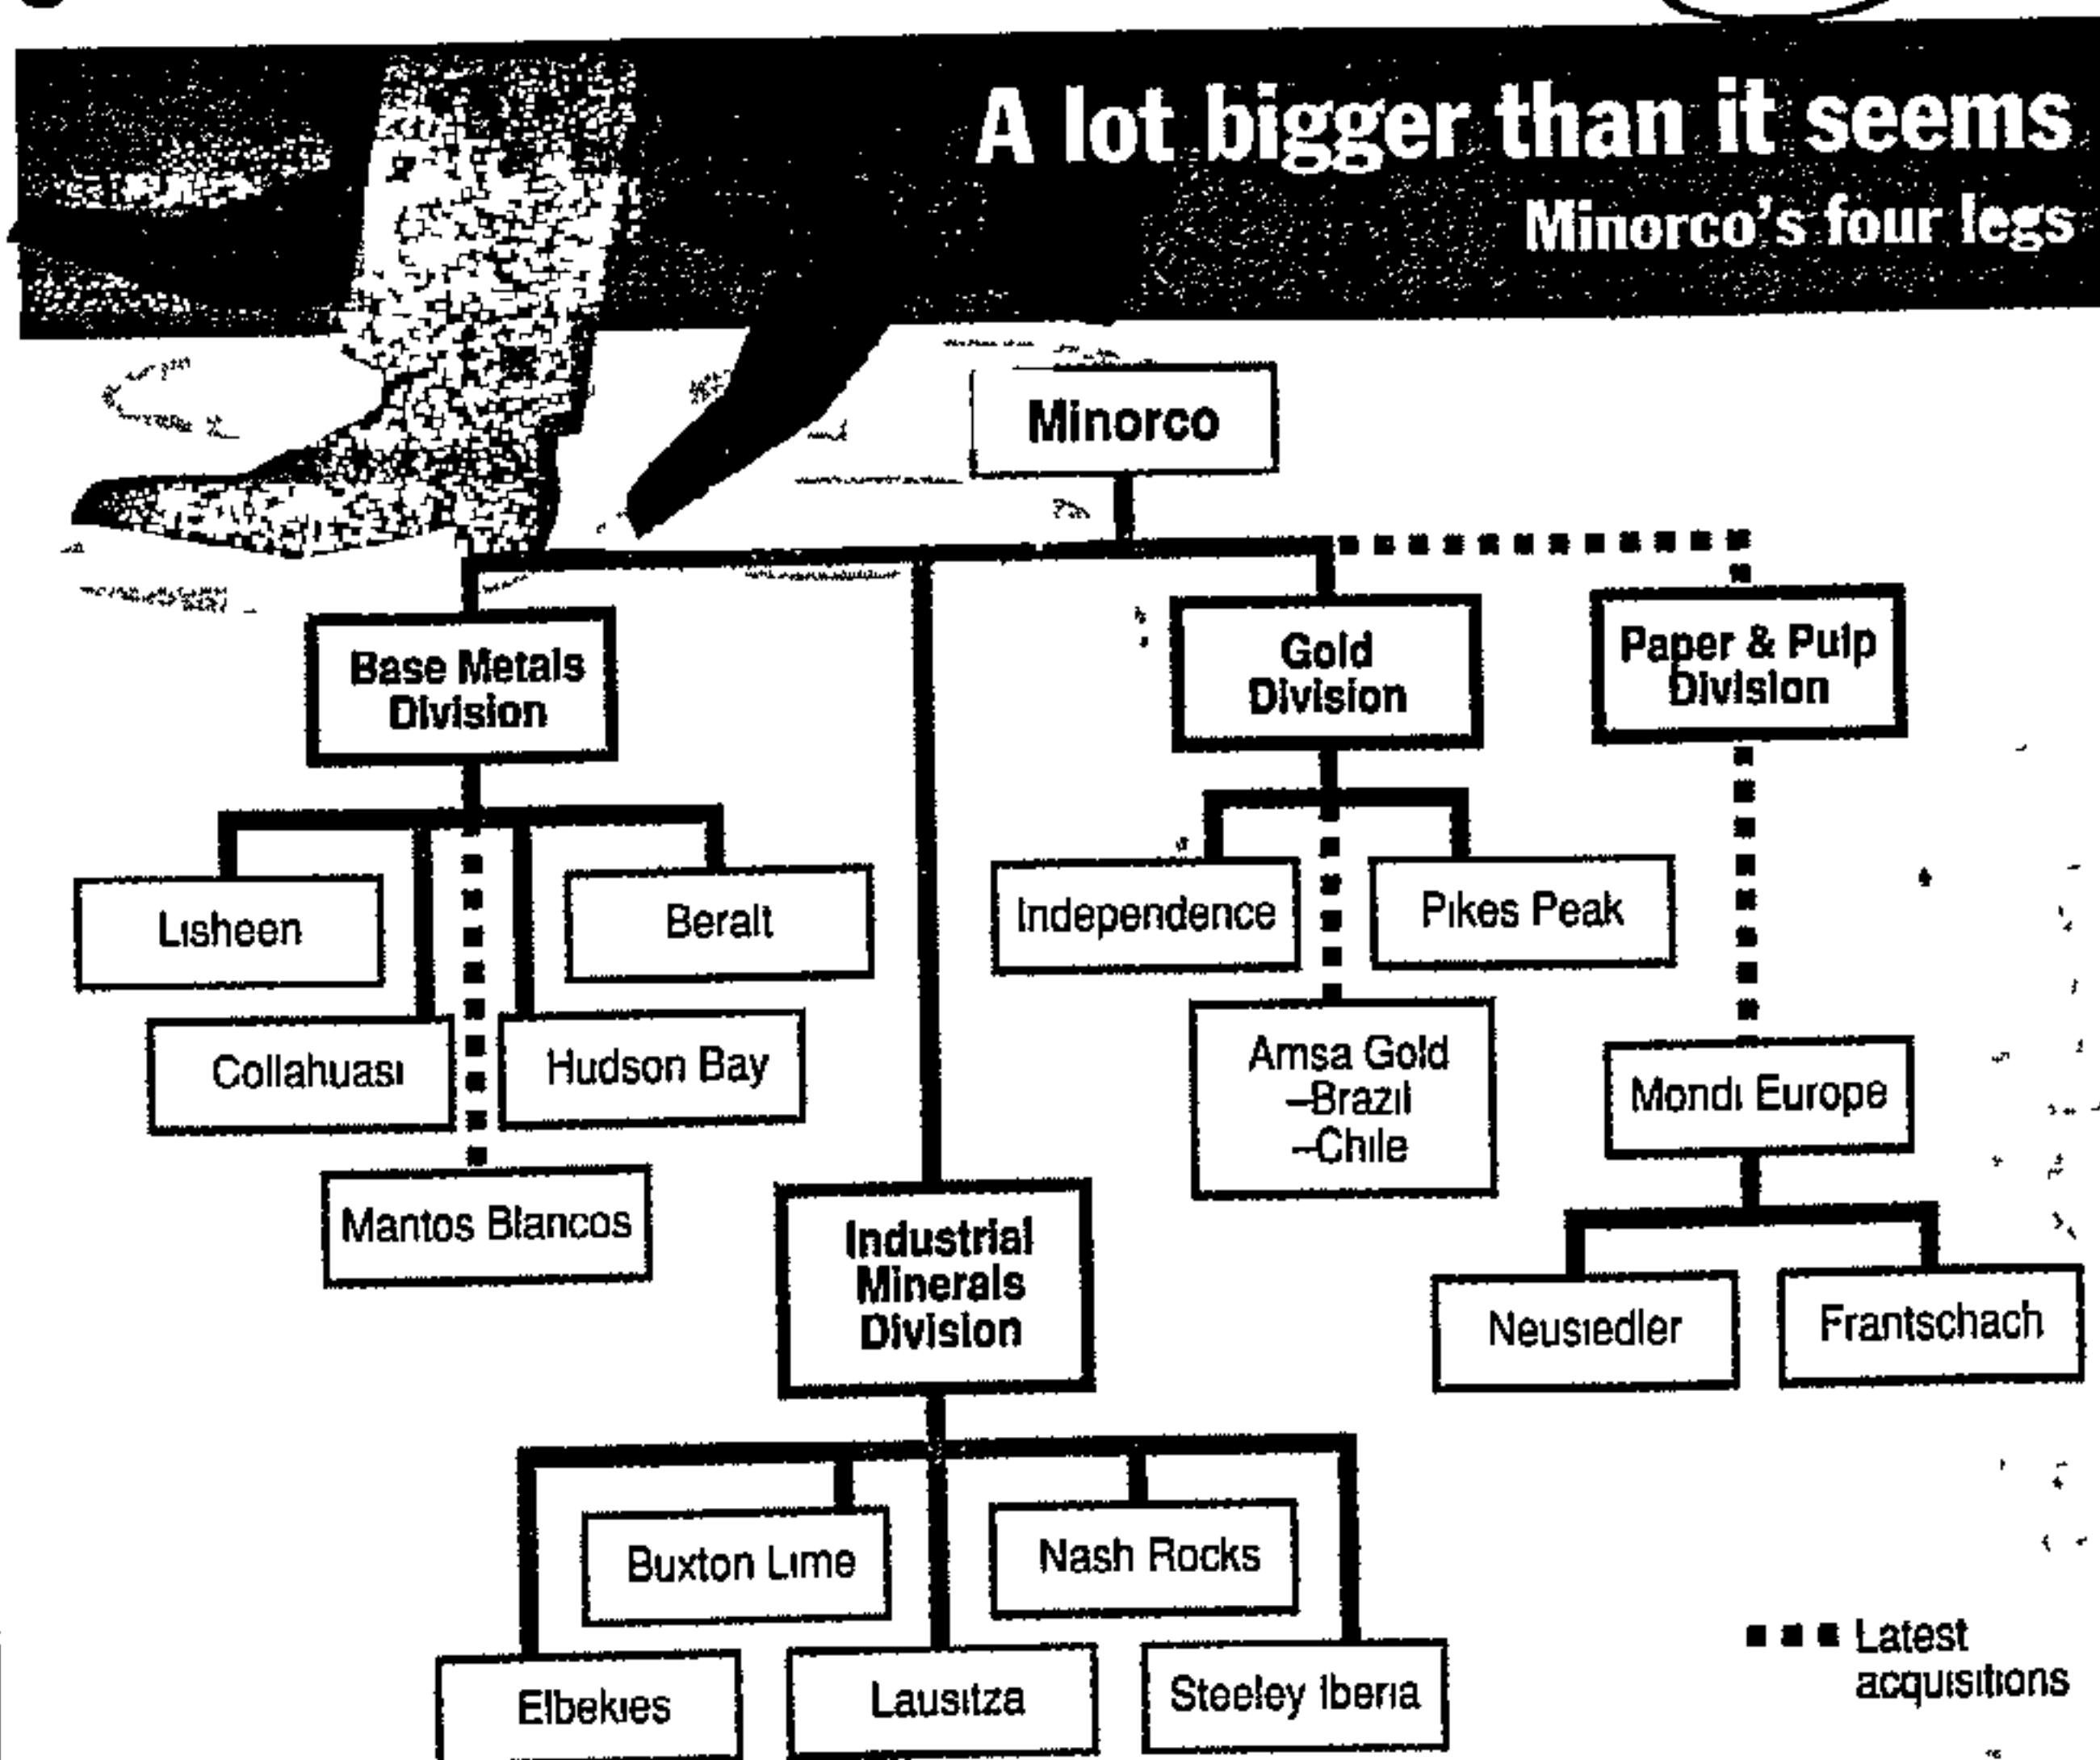 A lot bigger than it seems
Minorco's four legs
Minorco
Base Metals
Division
Gold
Division
Paper & Pulp
Division
Lisheen
Beralt
Independence
Pikes Peak
Collahuasi
Hudson Bay
Amsa Gold
–Brazil
–Chile
Mondi Europe
Mantos Blancos
Industrial
Minerals
Division
Neusiedler
Frantschach
Buxton Lime
Nash Rocks
Elbekies
Lausitza
Steeley Iberia
Latest
acquisitions